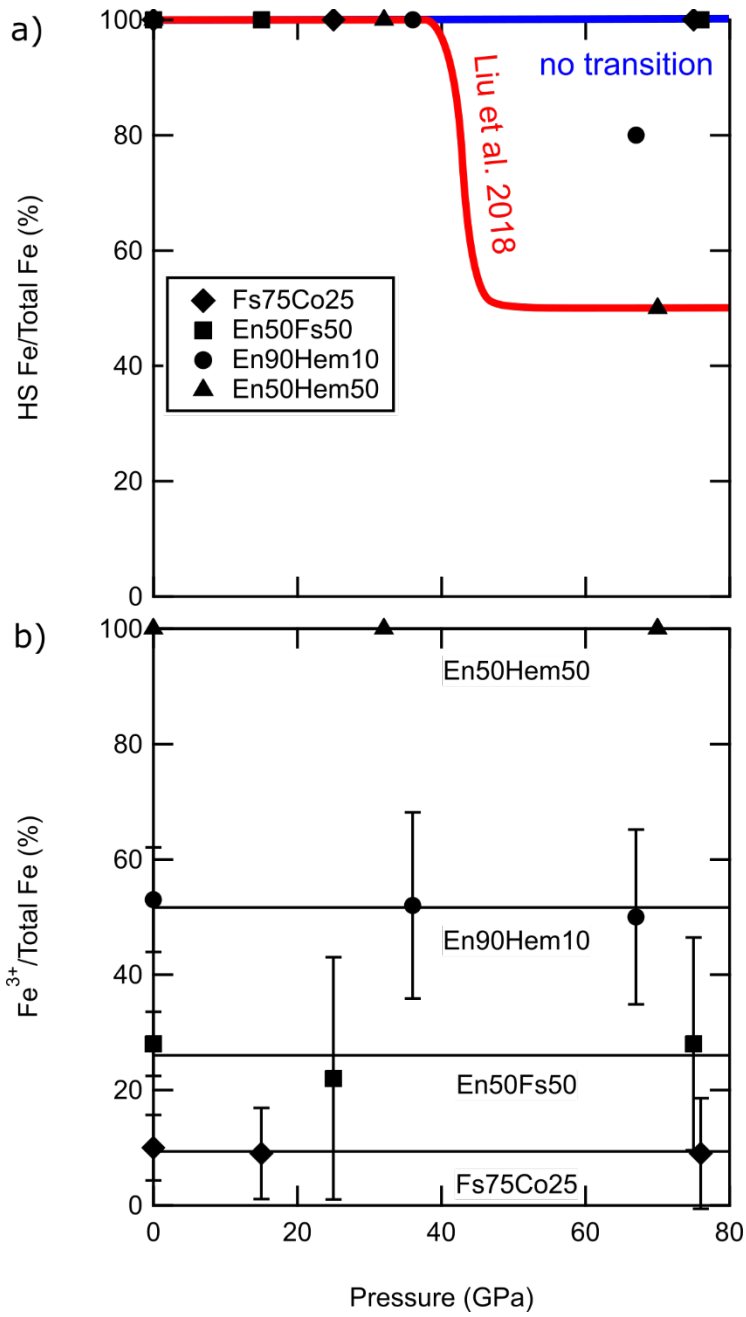 a)
100
80
60
40
20
0
HS Fe/Total Fe (%)
no transition
Liu et al. 2018
Fs75Co25
En50Fs50
En90Hem10
En50Hem50
b)
100
80
60
40
20
0
Fe³⁺/Total Fe (%)
En50Hem50
En90Hem10
En50Fs50
Fs75Co25
0 20 40 60 80
Pressure (GPa)